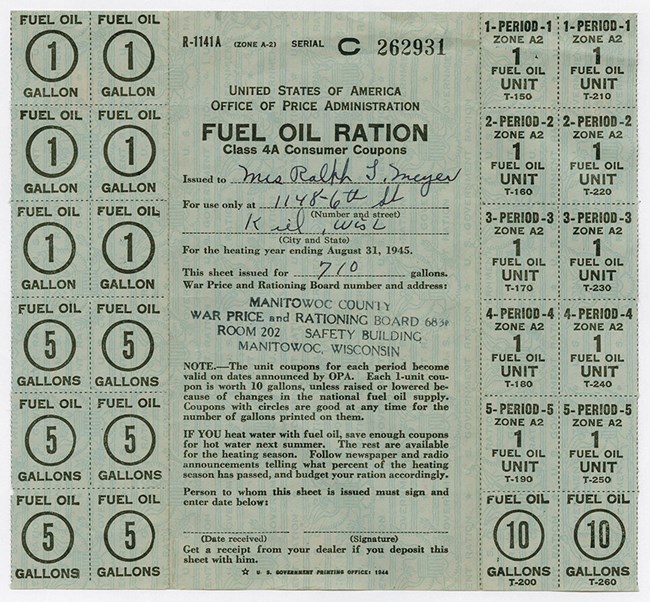 FUEL OIL FUEL OIL
1 1
GALLON GALLON
FUEL OIL FUEL OIL
1 1
GALLON GALLON
FUEL OIL FUEL OIL
1 1
GALLON GALLON
FUEL OIL FUEL OIL
5 5
GALLONS GALLONS
FUEL OIL FUEL OIL
5 5
GALLONS GALLONS
FUEL OIL FUEL OIL
5 5
GALLONS GALLONS
R-1141A (ZONE A-2) SERIAL C 262931
UNITED STATES OF AMERICA
OFFICE OF PRICE ADMINISTRATION
FUEL OIL RATION
Class 4A Consumer Coupons
Issued to Mrs Ralph J. Meyer
For use only at 1148-6th St
(Number and street)
Kiel, Wisc
(City and State)
For the heating year ending August 31, 1945.
This sheet issued for 710 gallons.
War Price and Rationing Board number and address:
MANITOWOC COUNTY
WAR PRICE and RATIONING BOARD 6834
ROOM 202 SAFETY BUILDING
MANITOWOC, WISCONSIN
NOTE.—The unit coupons for each period become
valid on dates announced by OPA. Each 1-unit cou-
pon is worth 10 gallons, unless raised or lowered be-
cause of changes in the national fuel oil supply.
Coupons with circles are good at any time for the
number of gallons printed on them.
IF YOU heat water with fuel oil, save enough coupons
for hot water next summer. The rest are available
for the heating season. Follow newspaper and radio
announcements telling what percent of the heating
season has passed, and budget your ration accordingly.
Person to whom this sheet is issued must sign and
enter date below:
(Date received) (Signature)
Get a receipt from your dealer if you deposit this
sheet with him.
☆ U. S. GOVERNMENT PRINTING OFFICE: 1944
1-PERIOD-1 1-PERIOD-1
ZONE A2 ZONE A2
1 1
FUEL OIL FUEL OIL
UNIT UNIT
T-150 T-210
2-PERIOD-2 2-PERIOD-2
ZONE A2 ZONE A2
1 1
FUEL OIL FUEL OIL
UNIT UNIT
T-160 T-220
3-PERIOD-3 3-PERIOD-3
ZONE A2 ZONE A2
1 1
FUEL OIL FUEL OIL
UNIT UNIT
T-170 T-230
4-PERIOD-4 4-PERIOD-4
ZONE A2 ZONE A2
1 1
FUEL OIL FUEL OIL
UNIT UNIT
T-180 T-240
5-PERIOD-5 5-PERIOD-5
ZONE A2 ZONE A2
1 1
FUEL OIL FUEL OIL
UNIT UNIT
T-190 T-250
FUEL OIL FUEL OIL
10 10
GALLONS GALLONS
T-200 T-260